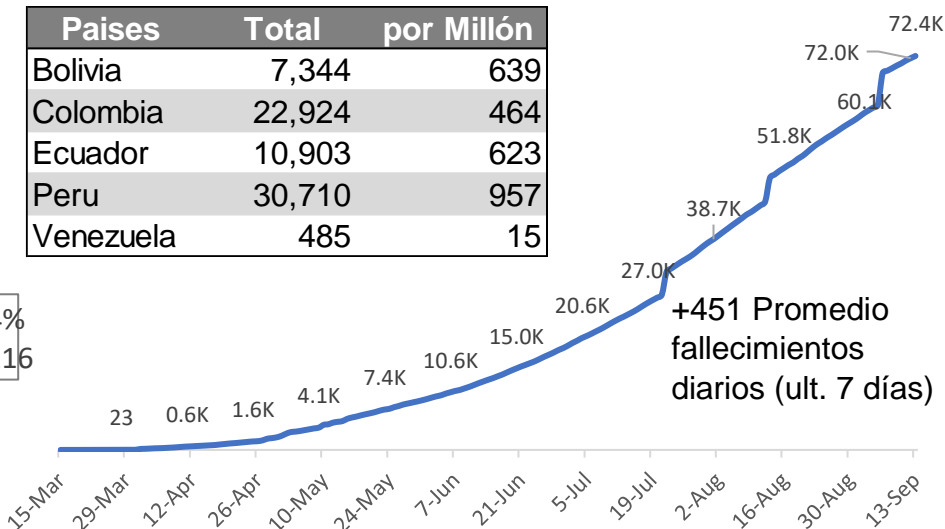 Paises Total por Millón
Bolivia 7,344 639
Colombia 22,924 464
Ecuador 10,903 623
Peru 30,710 957
Venezuela 485 15
72.4K
72.0K
60.1K
51.8K
38.7K
27.0K
20.6K
15.0K
10.6K
7.4K
4.1K
1.6K
0.6K
23
%
16
+451 Promedio
fallecimientos
diarios (ult. 7 días)
15-Mar 29-Mar 12-Apr 26-Apr 10-May 24-May 7-Jun 21-Jun 5-Jul 19-Jul 2-Aug 16-Aug 30-Aug 13-Sep